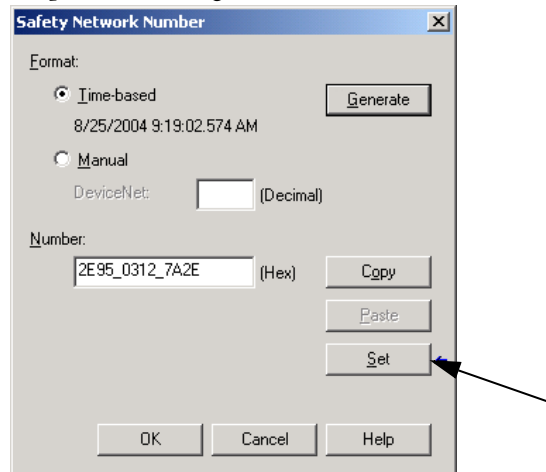 Safety Network Number
Format:
Time-based
Generate
8/25/2004 9:19:02.574 AM
Manual
DeviceNet:
(Decimal)
Number:
2E95_0312_7A2E
(Hex)
Copy
Paste
Set
OK
Cancel
Help